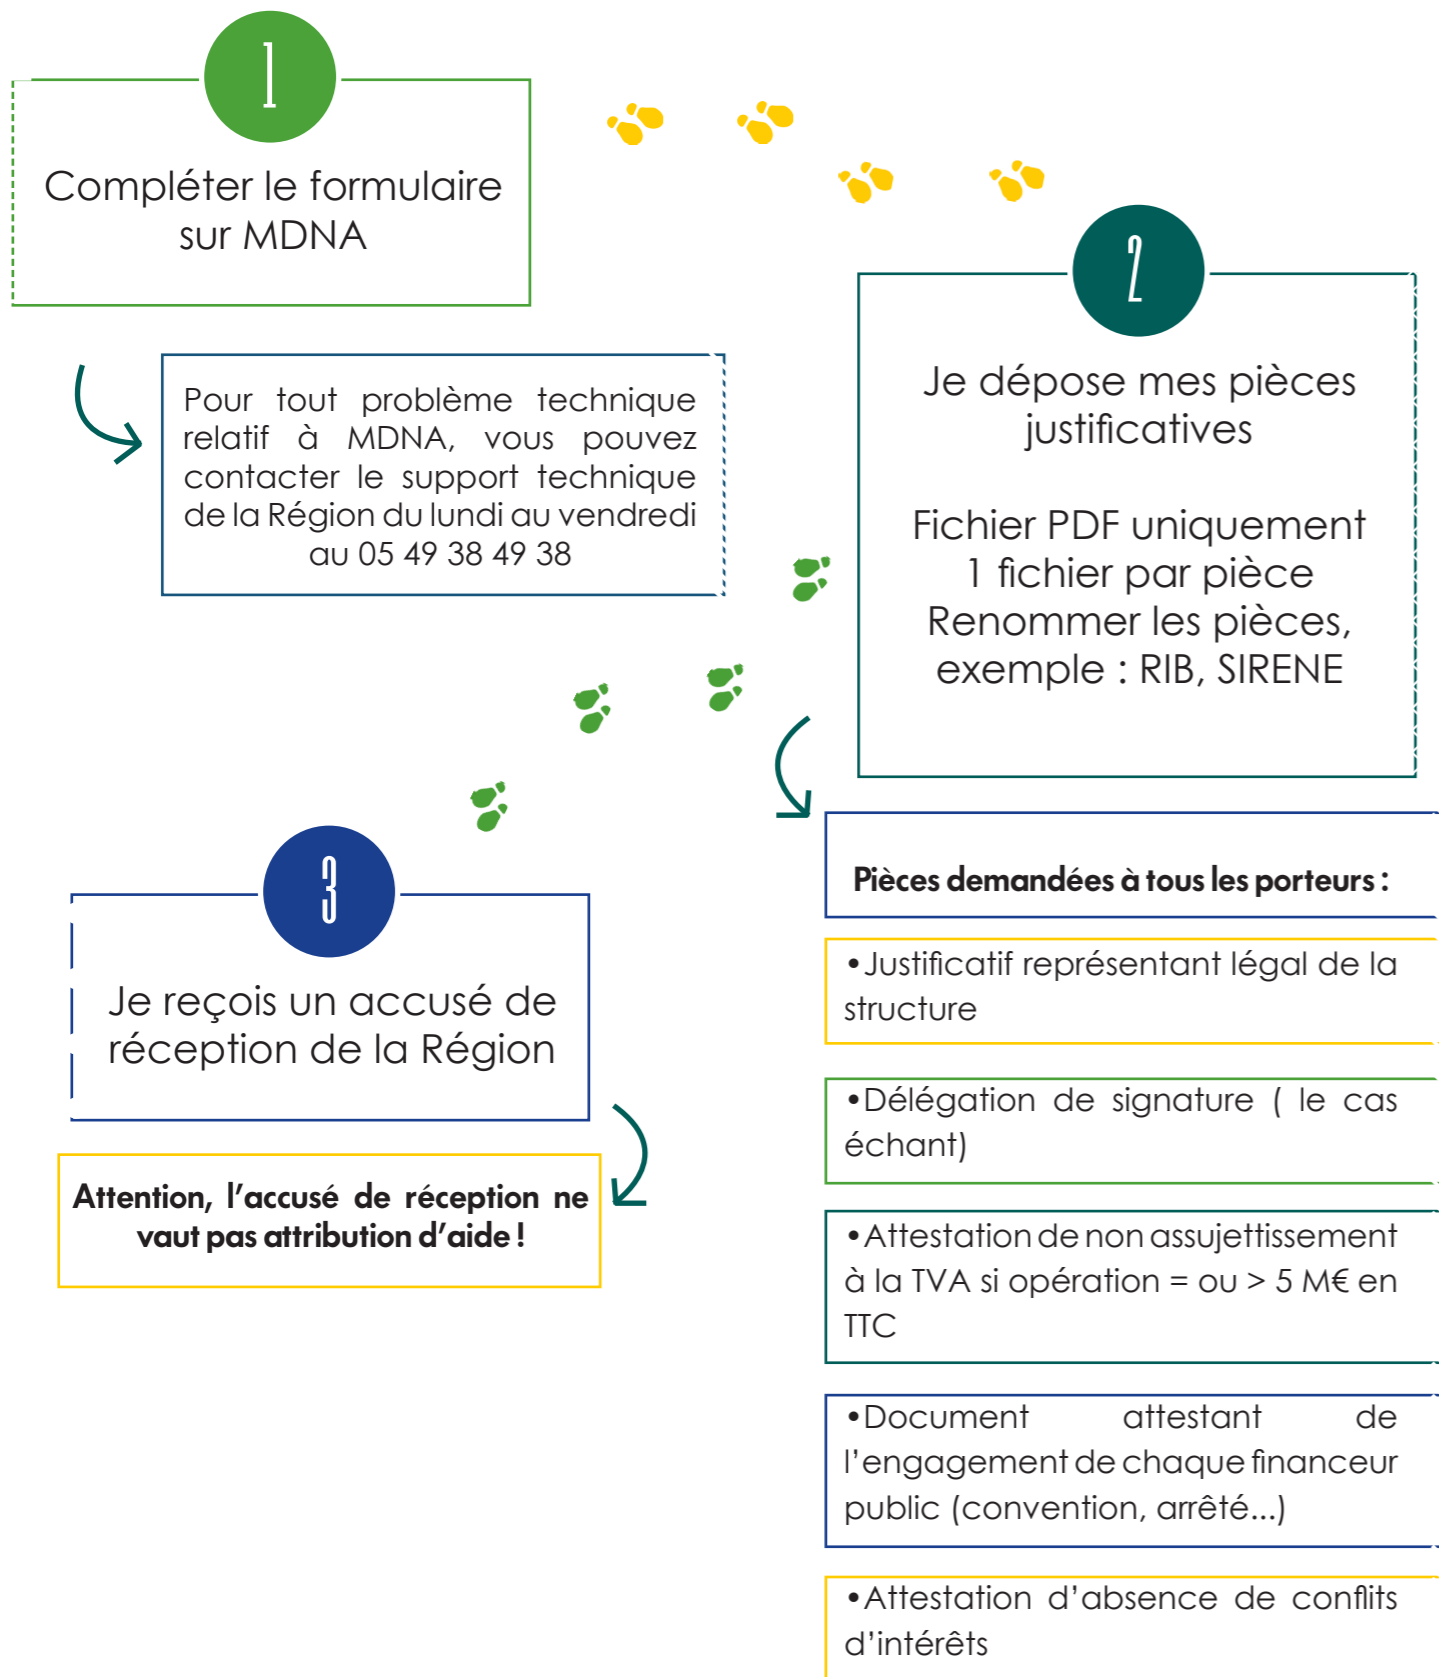 1
Compléter le formulaire
sur MDNA
Pour tout problème technique
relatif à MDNA, vous pouvez
contacter le support technique
de la Région du lundi au vendredi
au 05 49 38 49 38
2
Je dépose mes pièces
justificatives
Fichier PDF uniquement
1 fichier par pièce
Renommer les pièces,
exemple : RIB, SIRENE
Pièces demandées à tous les porteurs :
•Justificatif représentant légal de la
structure
•Délégation de signature ( le cas
échant)
•Attestation de non assujettissement
à la TVA si opération = ou > 5 M€ en
TTC
•Document attestant de
l’engagement de chaque financeur
public (convention, arrêté...)
•Attestation d’absence de conflits
d’intérêts
3
Je reçois un accusé de
réception de la Région
Attention, l’accusé de réception ne
vaut pas attribution d’aide !